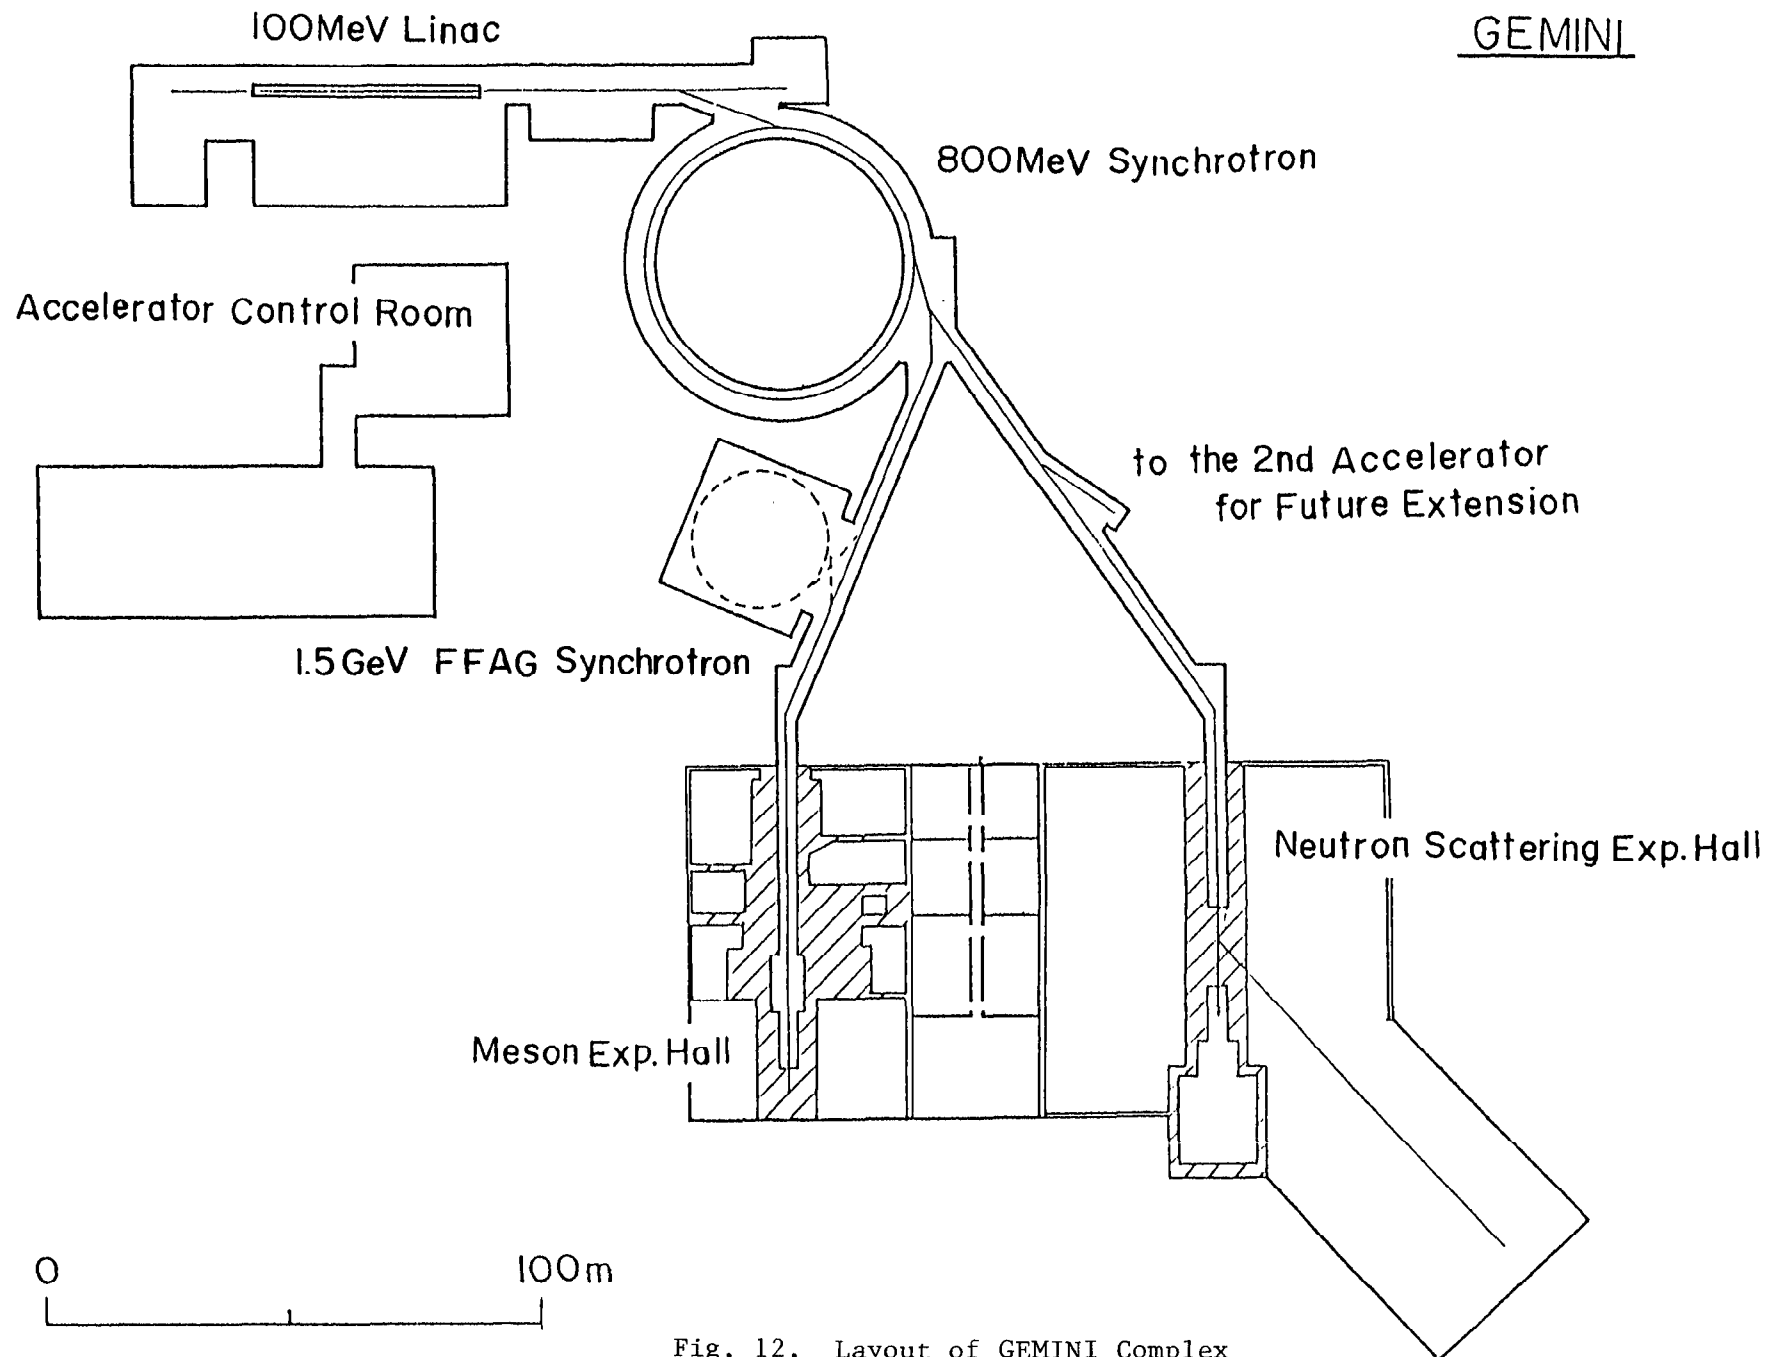 100MeV Linac
GEMINI
800MeV Synchrotron
Accelerator Control Room
to the 2nd Accelerator
for Future Extension
1.5GeV FFAG Synchrotron
Neutron Scattering Exp. Hall
Meson Exp. Hall
0 100m
Fig. 12. Layout of GEMINI Complex